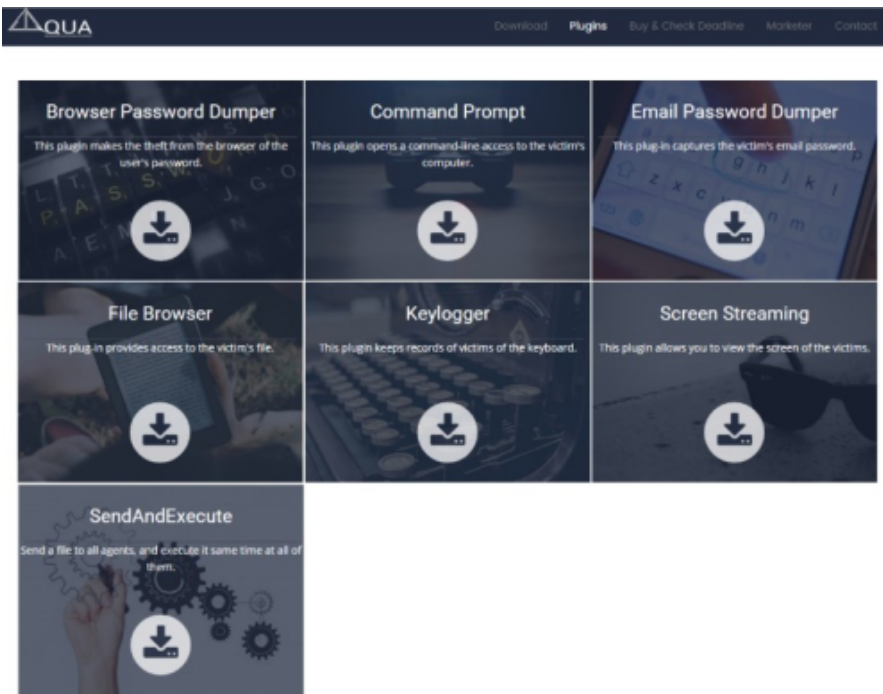 AQUA
Download Plugins Buy & Check Deadline Marketer Contact
Browser Password Dumper
This plugin makes the theft from the browser of the
user's password.
Command Prompt
This plugin opens a command-line access to the victim's
computer.
Email Password Dumper
This plug-in captures the victim's email password.
File Browser
This plug-in provides access to the victim's file.
Keylogger
This plugin keeps records of victims of the keyboard.
Screen Streaming
This plugin allows you to view the screen of the victims.
SendAndExecute
Send a file to all agents, and execute it same time at all of
them.